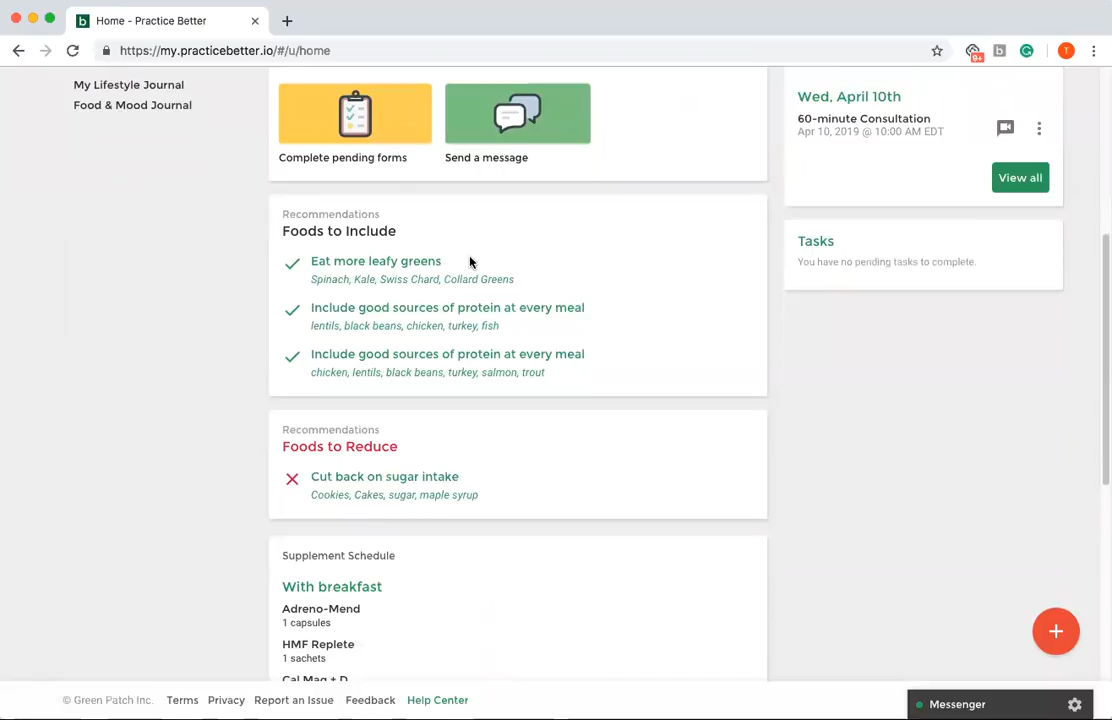 Home - Practice Better
https://my.practicebetter.io/#/u/home
9+
b
T
My Lifestyle Journal
Food & Mood Journal
Complete pending forms
Send a message
Recommendations
Foods to Include
Eat more leafy greens
Spinach, Kale, Swiss Chard, Collard Greens
Include good sources of protein at every meal
lentils, black beans, chicken, turkey, fish
Include good sources of protein at every meal
chicken, lentils, black beans, turkey, salmon, trout
Recommendations
Foods to Reduce
Cut back on sugar intake
Cookies, Cakes, sugar, maple syrup
Supplement Schedule
With breakfast
Adreno-Mend
1 capsules
HMF Replete
1 sachets
Cal Mag + D
Wed, April 10th
60-minute Consultation
Apr 10, 2019 @ 10:00 AM EDT
View all
Tasks
You have no pending tasks to complete.
© Green Patch Inc. Terms Privacy Report an Issue Feedback Help Center
Messenger